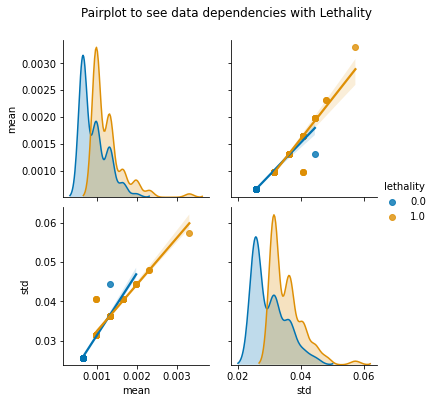 Pairplot to see data dependencies with Lethality
0.0030
0.0025
0.0020
0.0015
0.0010
mean
lethality
0.0
1.0
0.06
0.05
0.04
0.03
std
0.001 0.002 0.003
mean
0.02 0.04 0.06
std